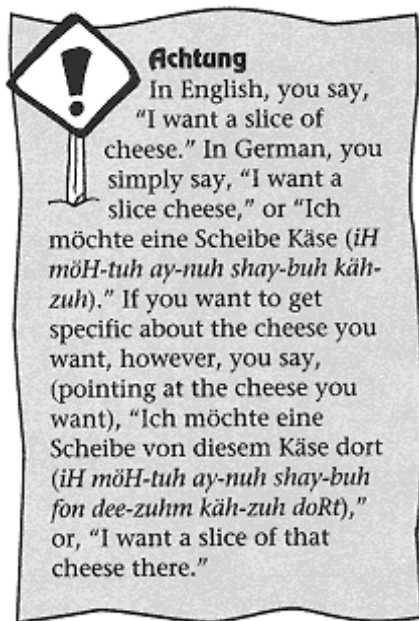 Achtung
In English, you say,
“I want a slice of
cheese.” In German, you
simply say, “I want a
slice cheese,” or “Ich
möchte eine Scheibe Käse (iH
möH-tuh ay-nuh shay-buh käh-
zuh).” If you want to get
specific about the cheese you
want, however, you say,
(pointing at the cheese you
want), “Ich möchte eine
Scheibe von diesem Käse dort
(iH möH-tuh ay-nuh shay-buh
fon dee-zuhm käh-zuh doRt),”
or, “I want a slice of that
cheese there.”